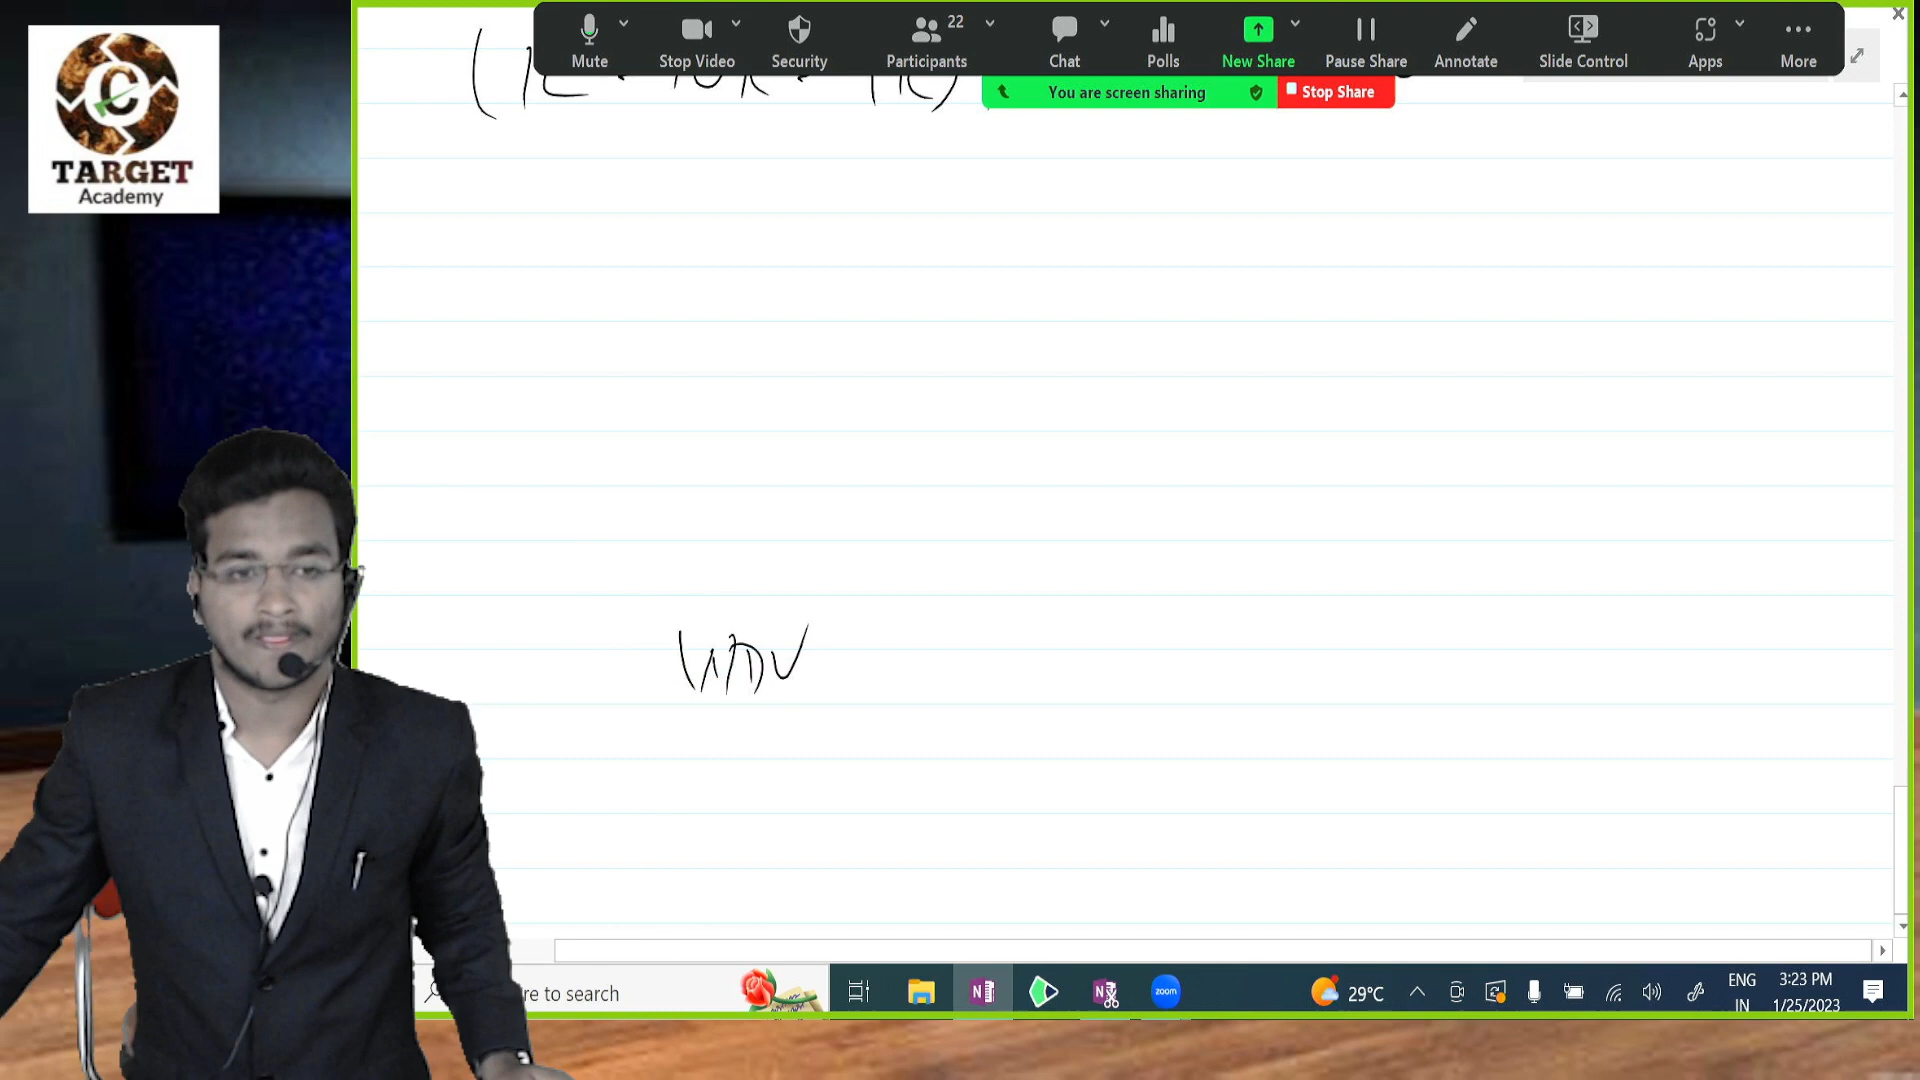 TARGET
Academy
Mute
Stop Video
Security
22
Participants
Chat
Polls
New Share
Pause Share
Annotate
Slide Control
Apps
More
You are screen sharing
Stop Share
re to search
zoom
29°C
ENG
IN
3:23 PM
1/25/2023